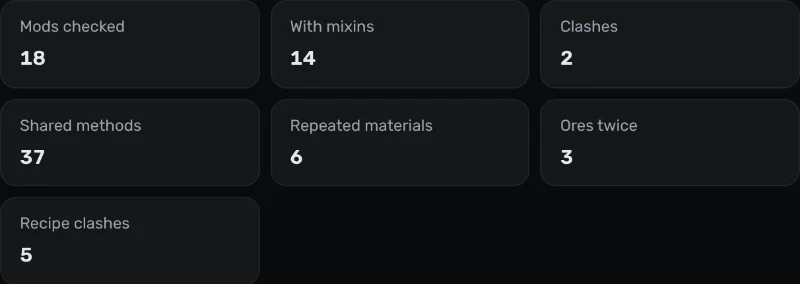 Mods checked
18
With mixins
14
Clashes
2
Shared methods
37
Repeated materials
6
Ores twice
3
Recipe clashes
5